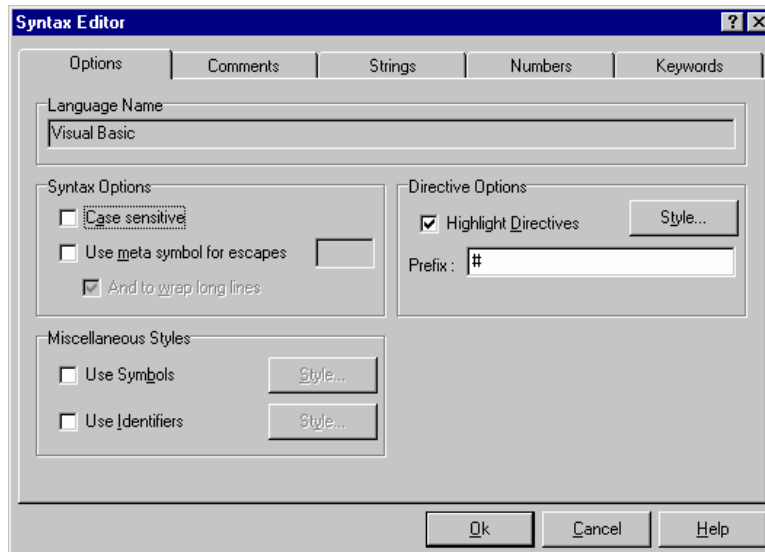 Syntax Editor
Options Comments Strings Numbers Keywords
Language Name
Visual Basic
Syntax Options
Case sensitive
Use meta symbol for escapes
And to wrap long lines
Directive Options
Highlight Directives Style...
Prefix : #
Miscellaneous Styles
Use Symbols Style...
Use Identifiers Style...
Ok Cancel Help